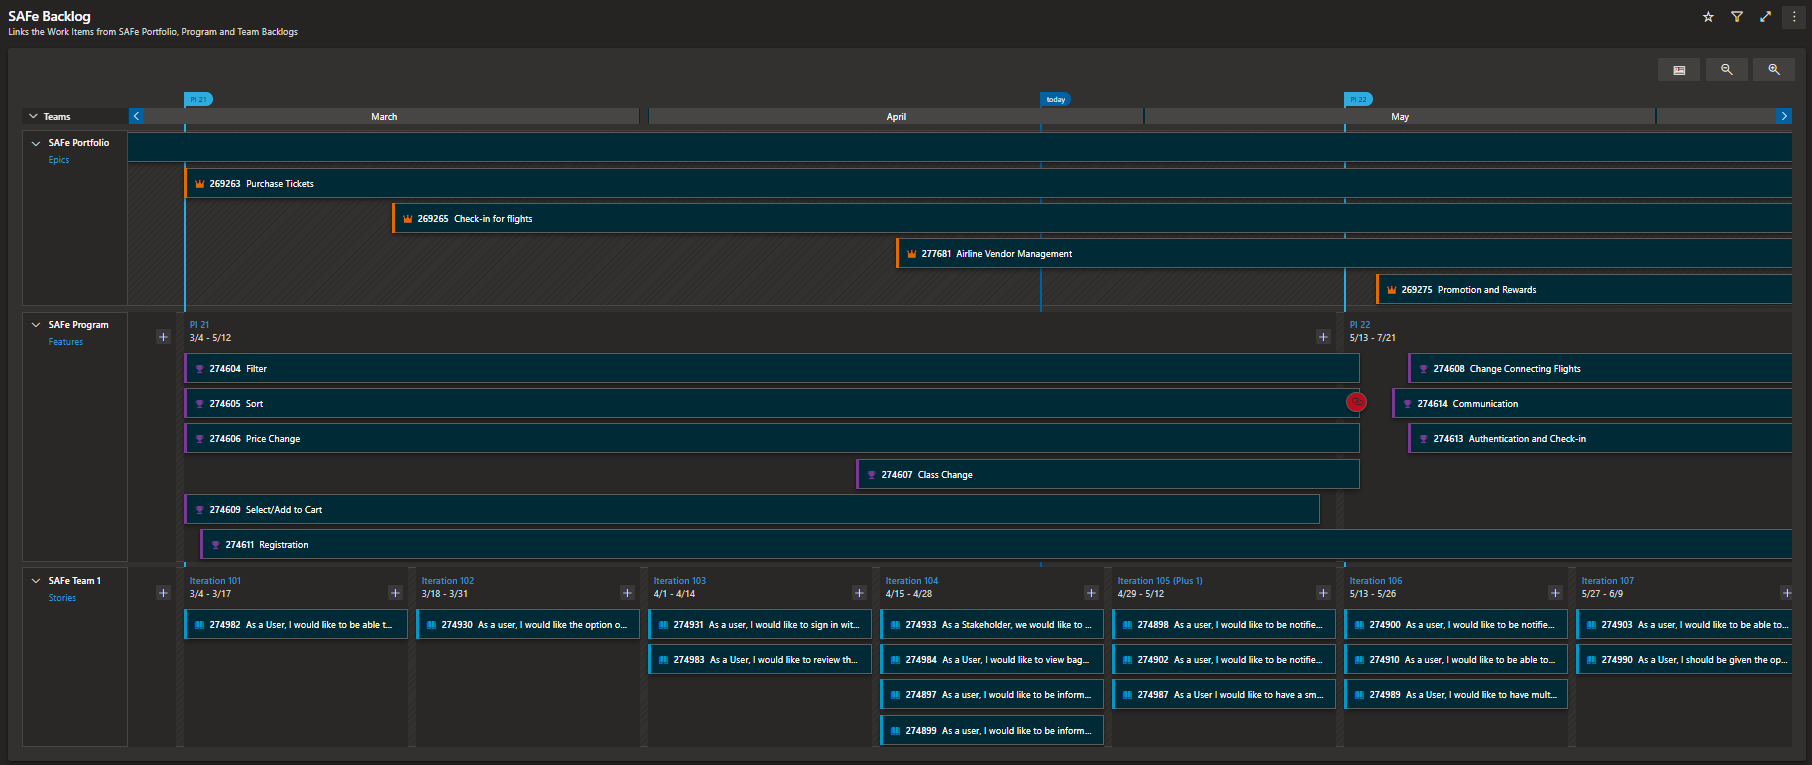 SAFe Backlog
Links the Work Items from SAFe Portfolio, Program and Team Backlogs
PI 21
today
PI 22
Teams
March
April
May
SAFe Portfolio
Epics
269263 Purchase Tickets
269265 Check-in for flights
277681 Airline Vendor Management
269275 Promotion and Rewards
SAFe Program
Features
PI 21
3/4 - 5/12
PI 22
5/13 - 7/21
274604 Filter
274608 Change Connecting Flights
274605 Sort
274614 Communication
274606 Price Change
274613 Authentication and Check-in
274607 Class Change
274609 Select/Add to Cart
274611 Registration
SAFe Team 1
Stories
Iteration 101
3/4 - 3/17
Iteration 102
3/18 - 3/31
Iteration 103
4/1 - 4/14
Iteration 104
4/15 - 4/28
Iteration 105 (Plus 1)
4/29 - 5/12
Iteration 106
5/13 - 5/26
Iteration 107
5/27 - 6/9
274982 As a User, I would like to be able t...
274930 As a user, I would like the option o...
274931 As a user, I would like to sign in wit...
274933 As a Stakeholder, we would like to ...
274898 As a user, I would like to be notifie...
274900 As a user, I would like to be notifie...
274903 As a user, I would like to be able to...
274983 As a User, I would like to review th...
274984 As a User, I would like to view bag...
274902 As a user, I would like to be notifie...
274910 As a user, I would like to be able to...
274990 As a User, I should be given the op...
274897 As a user, I would like to be inform...
274987 As a User I would like to have a sm...
274989 As a User, I would like to have mult...
274899 As a user, I would like to be inform...